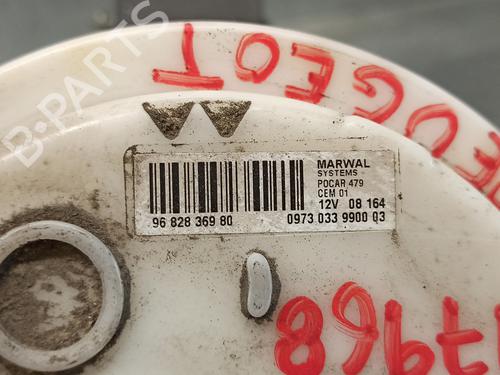 B-PARTS
PEUGEOT
MARWAL
SYSTEMS
POCAR 479
CEM 01
12V 08 164
96 828 369 80
0973 033 9900 03
7968